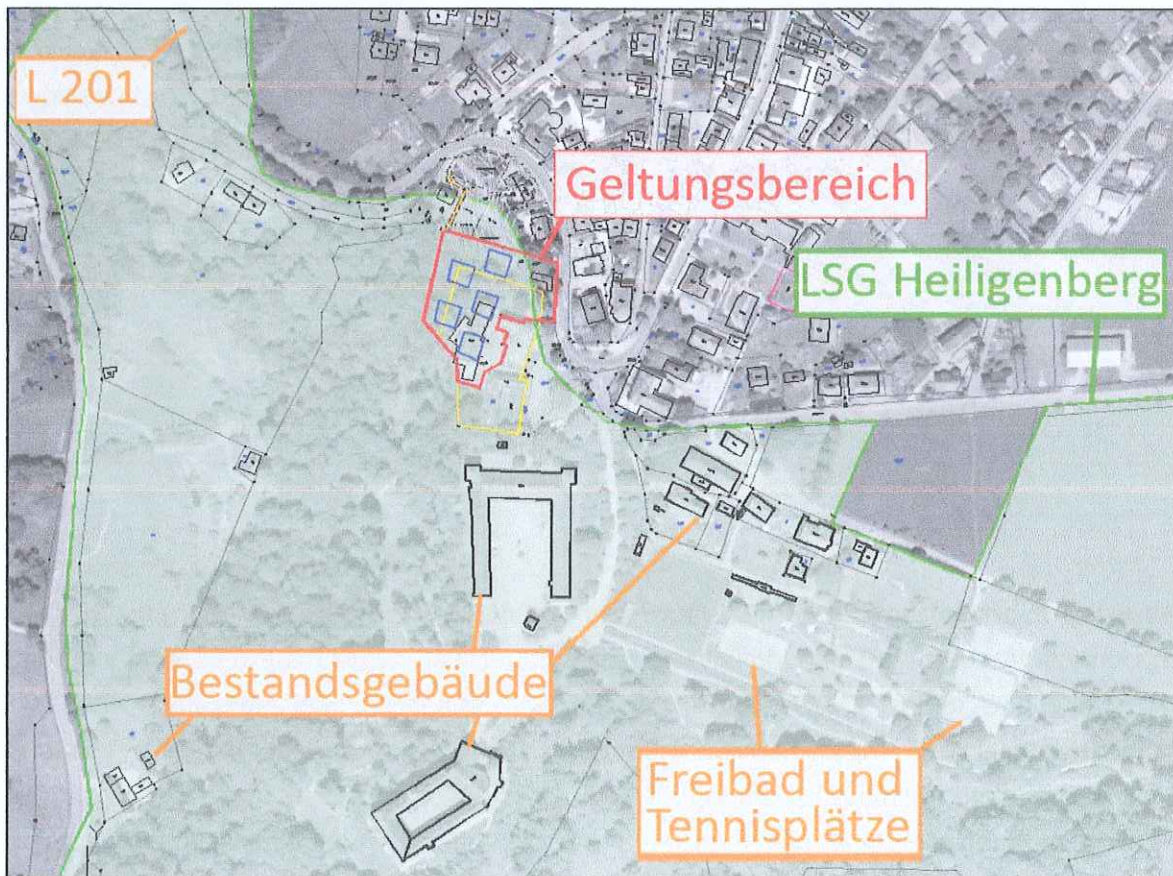 L 201
Geltungsbereich
LSG Heiligenberg
Bestandsgebäude
Freibad und
Tennisplätze